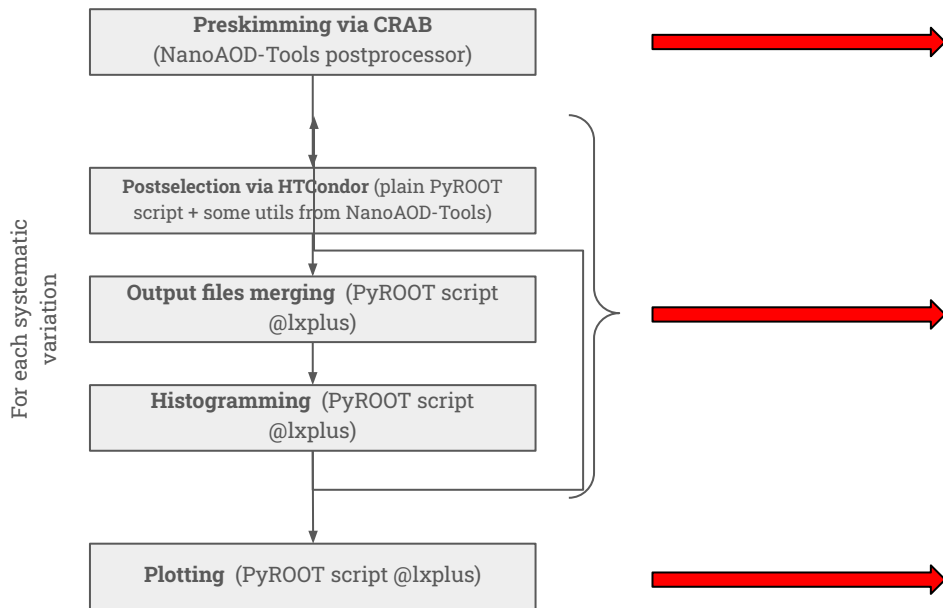 Preskimming via CRAB
(NanoAOD-Tools postprocessor)
Postselection via HTCondor (plain PyROOT
script + some utils from NanoAOD-Tools)
For each systematic
variation
Output files merging (PyROOT script
@lxplus)
Histogramming (PyROOT script
@lxplus)
Plotting (PyROOT script @lxplus)